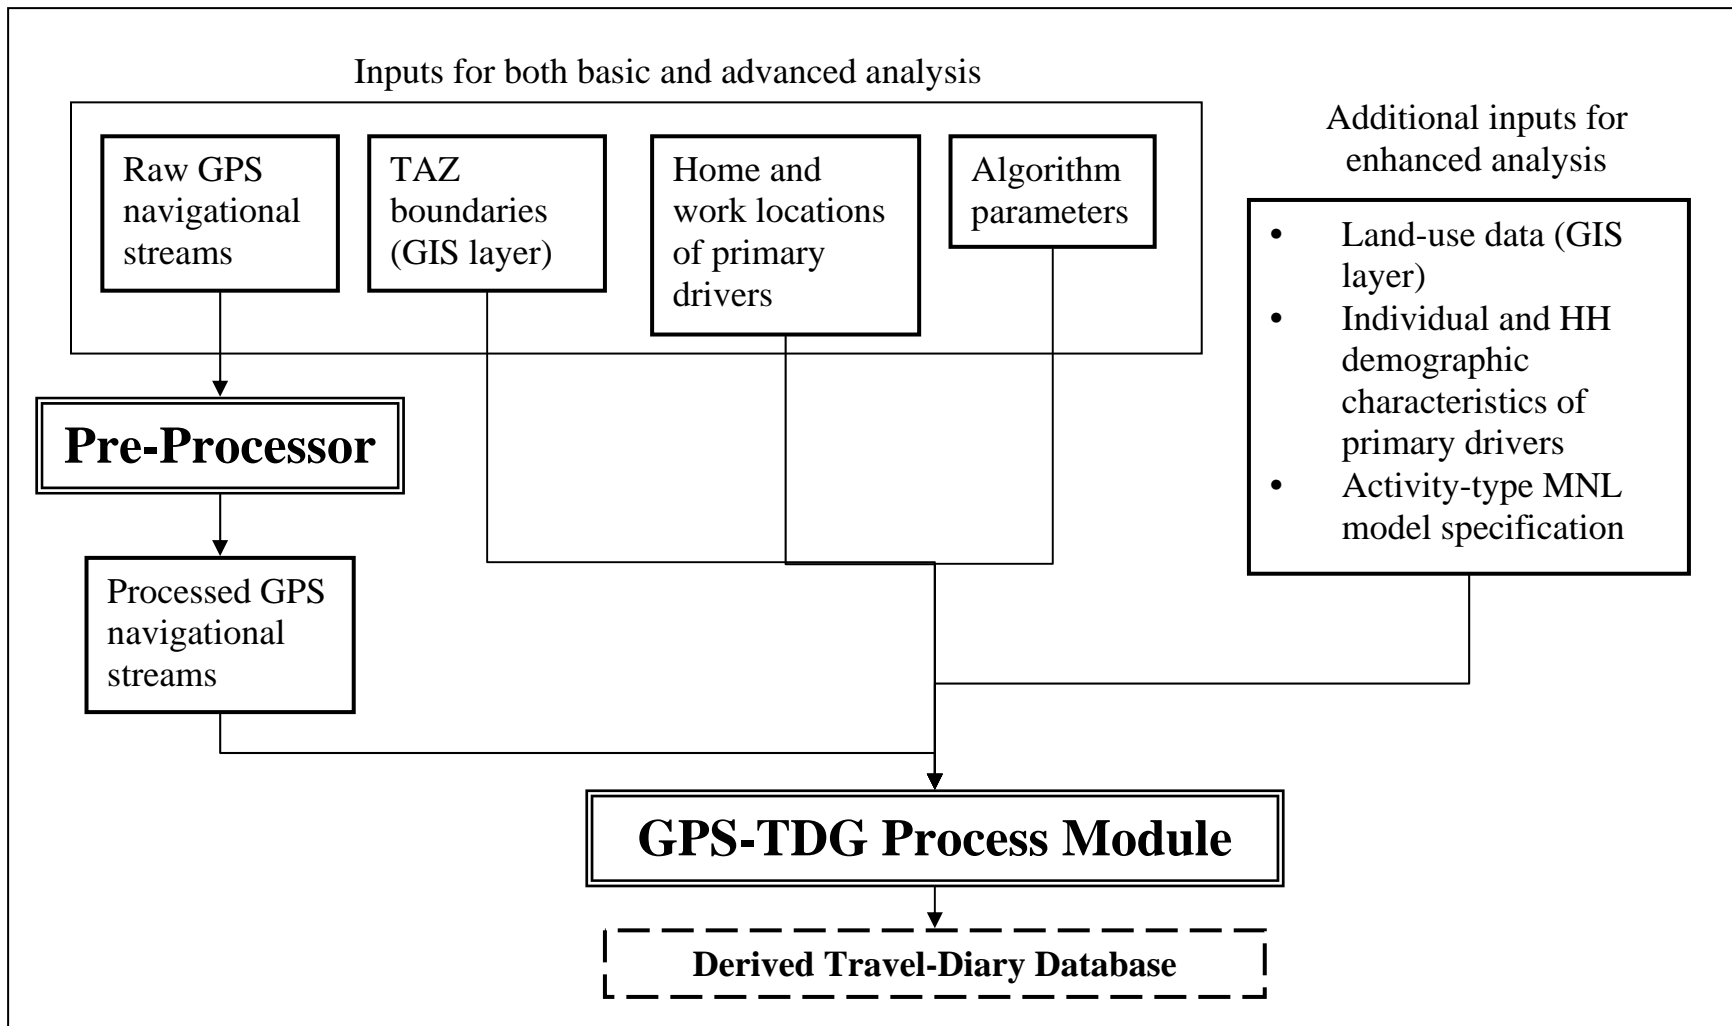 Inputs for both basic and advanced analysis
Raw GPS
navigational
streams
TAZ
boundaries
(GIS layer)
Home and
work locations
of primary
drivers
Algorithm
parameters
Additional inputs for
enhanced analysis
• Land-use data (GIS
layer)
• Individual and HH
demographic
characteristics of
primary drivers
• Activity-type MNL
model specification
Pre-Processor
Processed GPS
navigational
streams
GPS-TDG Process Module
Derived Travel-Diary Database